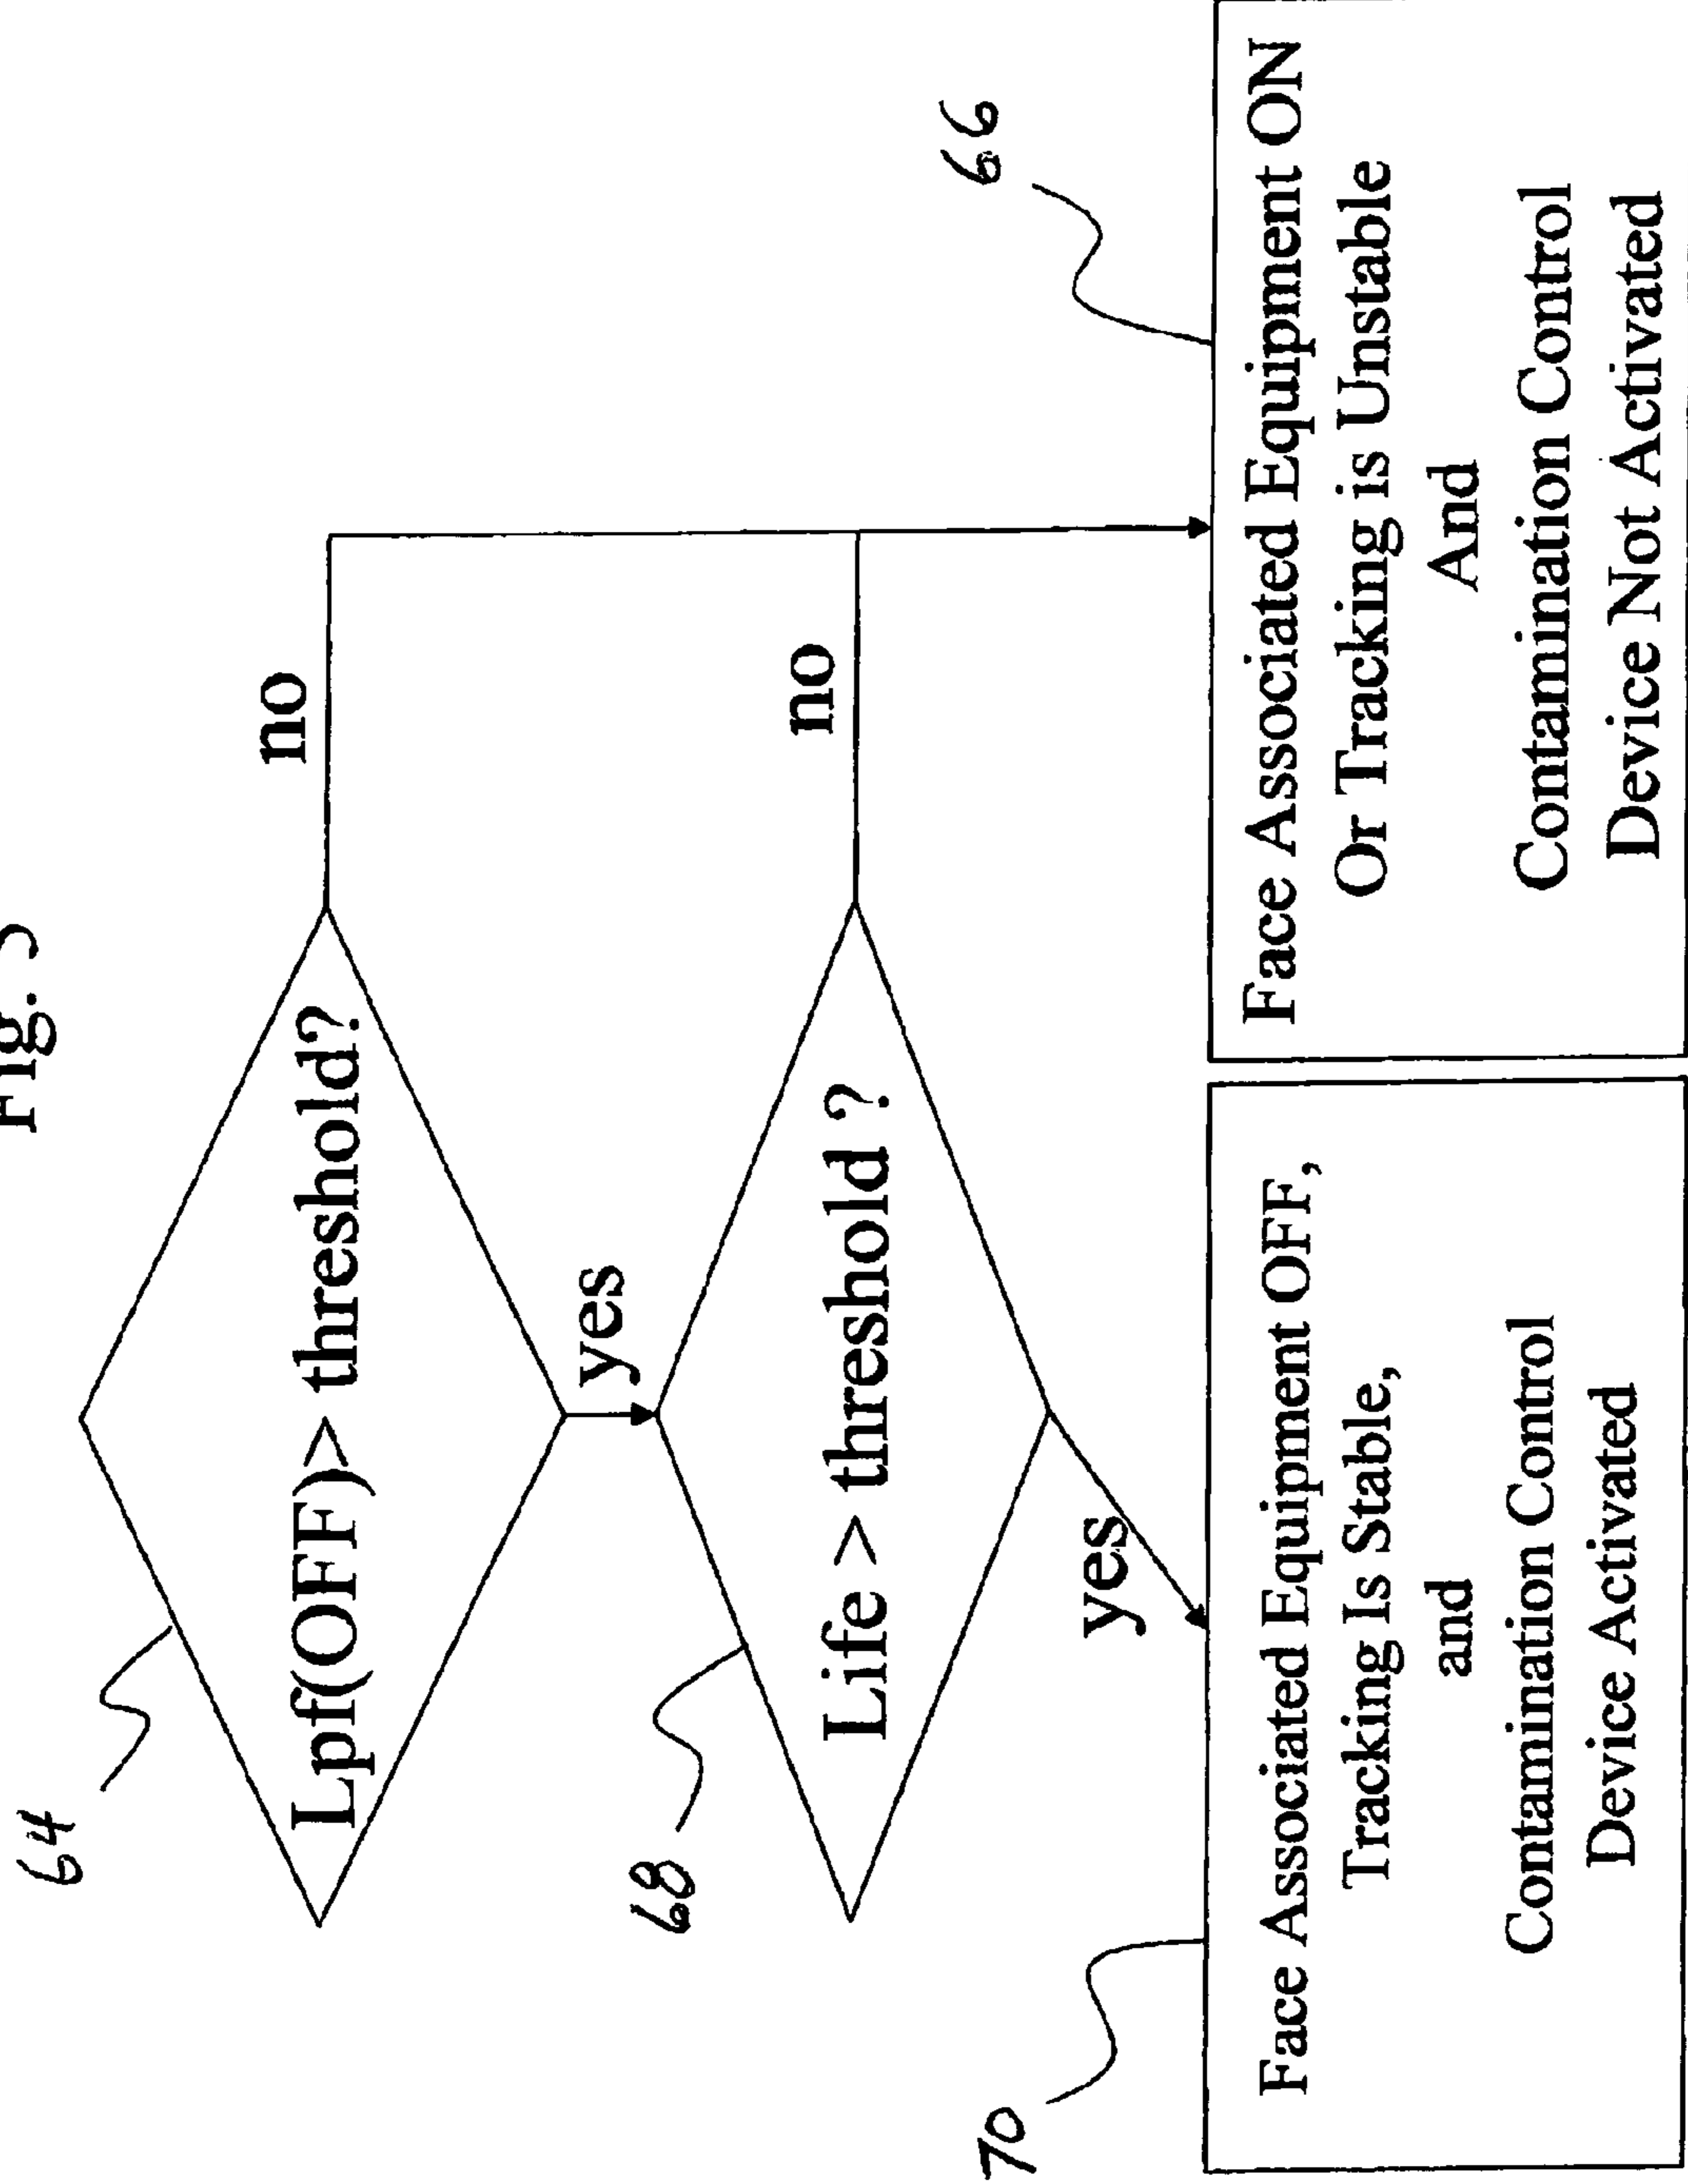 64
Lpf(OFF)> threshold?
no
yes
68
Life > threshold ?
no
yes
70
Face Associated Equipment OFF,
Tracking Is Stable,
and
Contamination Control
Device Activated
66
Face Associated Equipment ON
Or Tracking is Unstable
And
Contamination Control
Device Not Activated